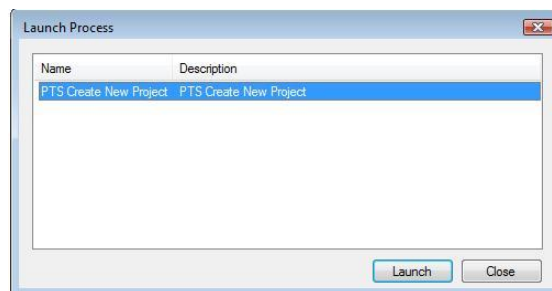 Launch Process
Name Description
PTS Create New Project PTS Create New Project
Launch Close